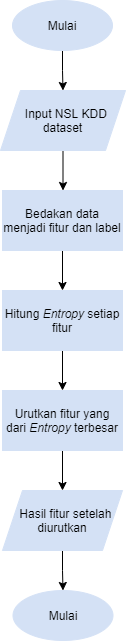 Mulai
Input NSL KDD
dataset
Bedakan data
menjadi fitur dan label
Hitung Entropy setiap
fitur
Urutkan fitur yang
dari Entropy terbesar
Hasil fitur setelah
diurutkan
Mulai